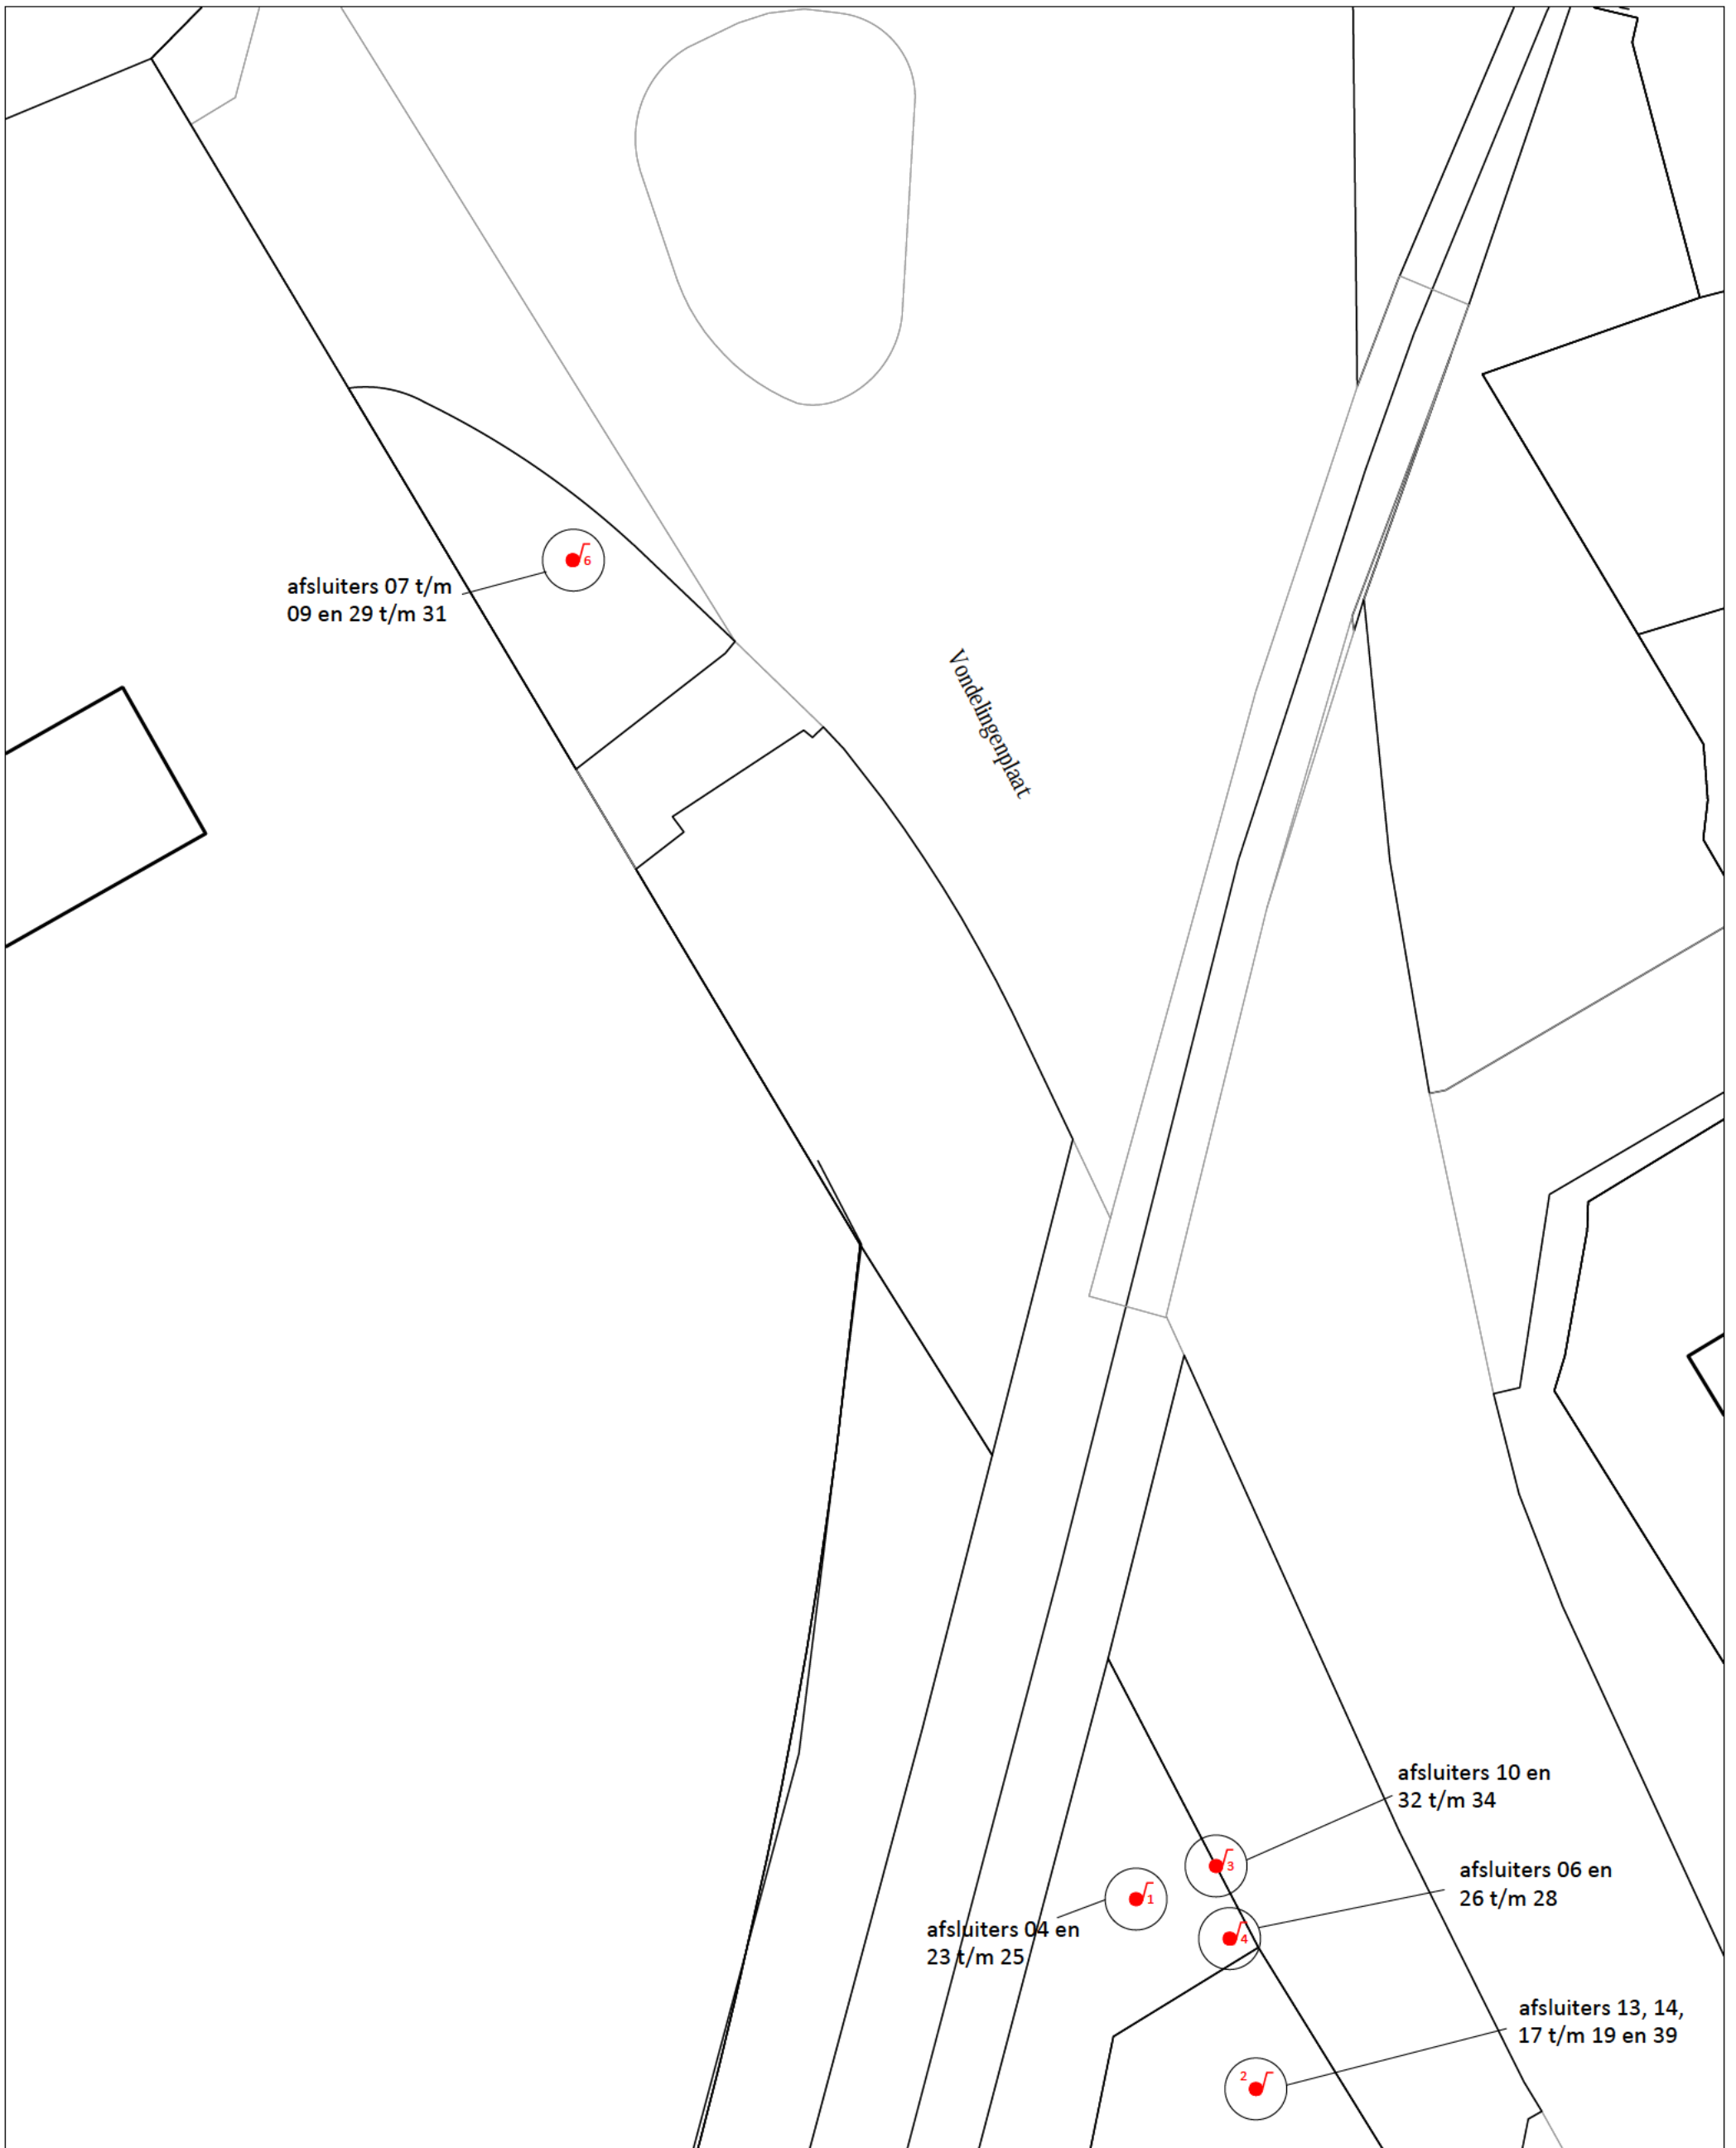 6
afsluiters 07 t/m
09 en 29 t/m 31
Vondelingenplaat
afsluiters 10 en
32 t/m 34
3
afsluiters 06 en
26 t/m 28
1
afsluiters 04 en
23 t/m 25
4
afsluiters 13, 14,
17 t/m 19 en 39
2